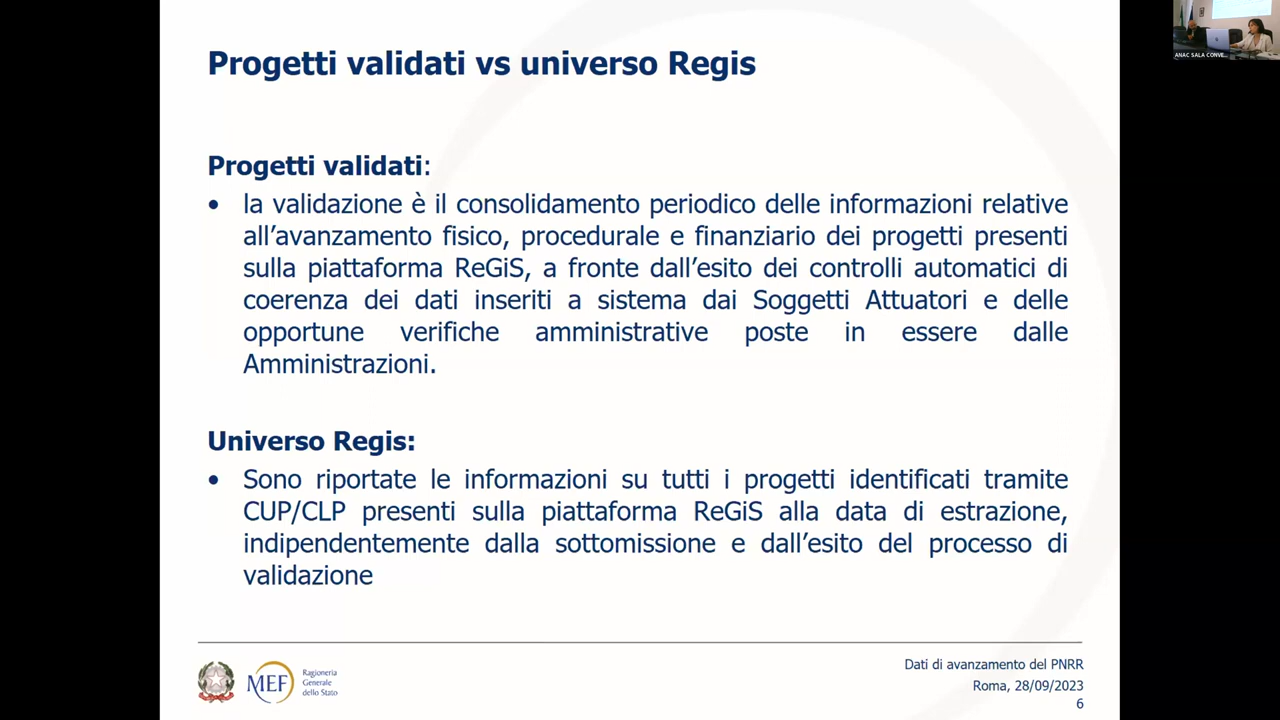 Progetti validati vs universo Regis
Progetti validati:
• la validazione è il consolidamento periodico delle informazioni relative
all’avanzamento fisico, procedurale e finanziario dei progetti presenti
sulla piattaforma ReGiS, a fronte dall’esito dei controlli automatici di
coerenza dei dati inseriti a sistema dai Soggetti Attuatori e delle
opportune verifiche amministrative poste in essere dalle
Amministrazioni.
Universo Regis:
• Sono riportate le informazioni su tutti i progetti identificati tramite
CUP/CLP presenti sulla piattaforma ReGiS alla data di estrazione,
indipendentemente dalla sottomissione e dall’esito del processo di
validazione
MEF
Ragioneria
Generale
dello Stato
Dati di avanzamento del PNRR
Roma, 28/09/2023
6
ANAC SALA CONVE...